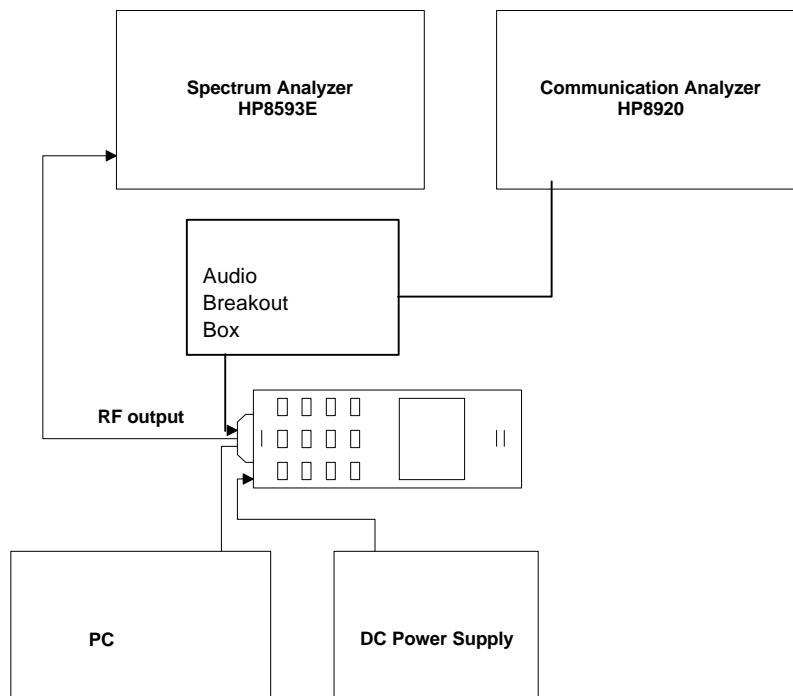 Spectrum Analyzer
HP8593E
Communication Analyzer
HP8920
Audio
Breakout
Box
RF output
PC
DC Power Supply